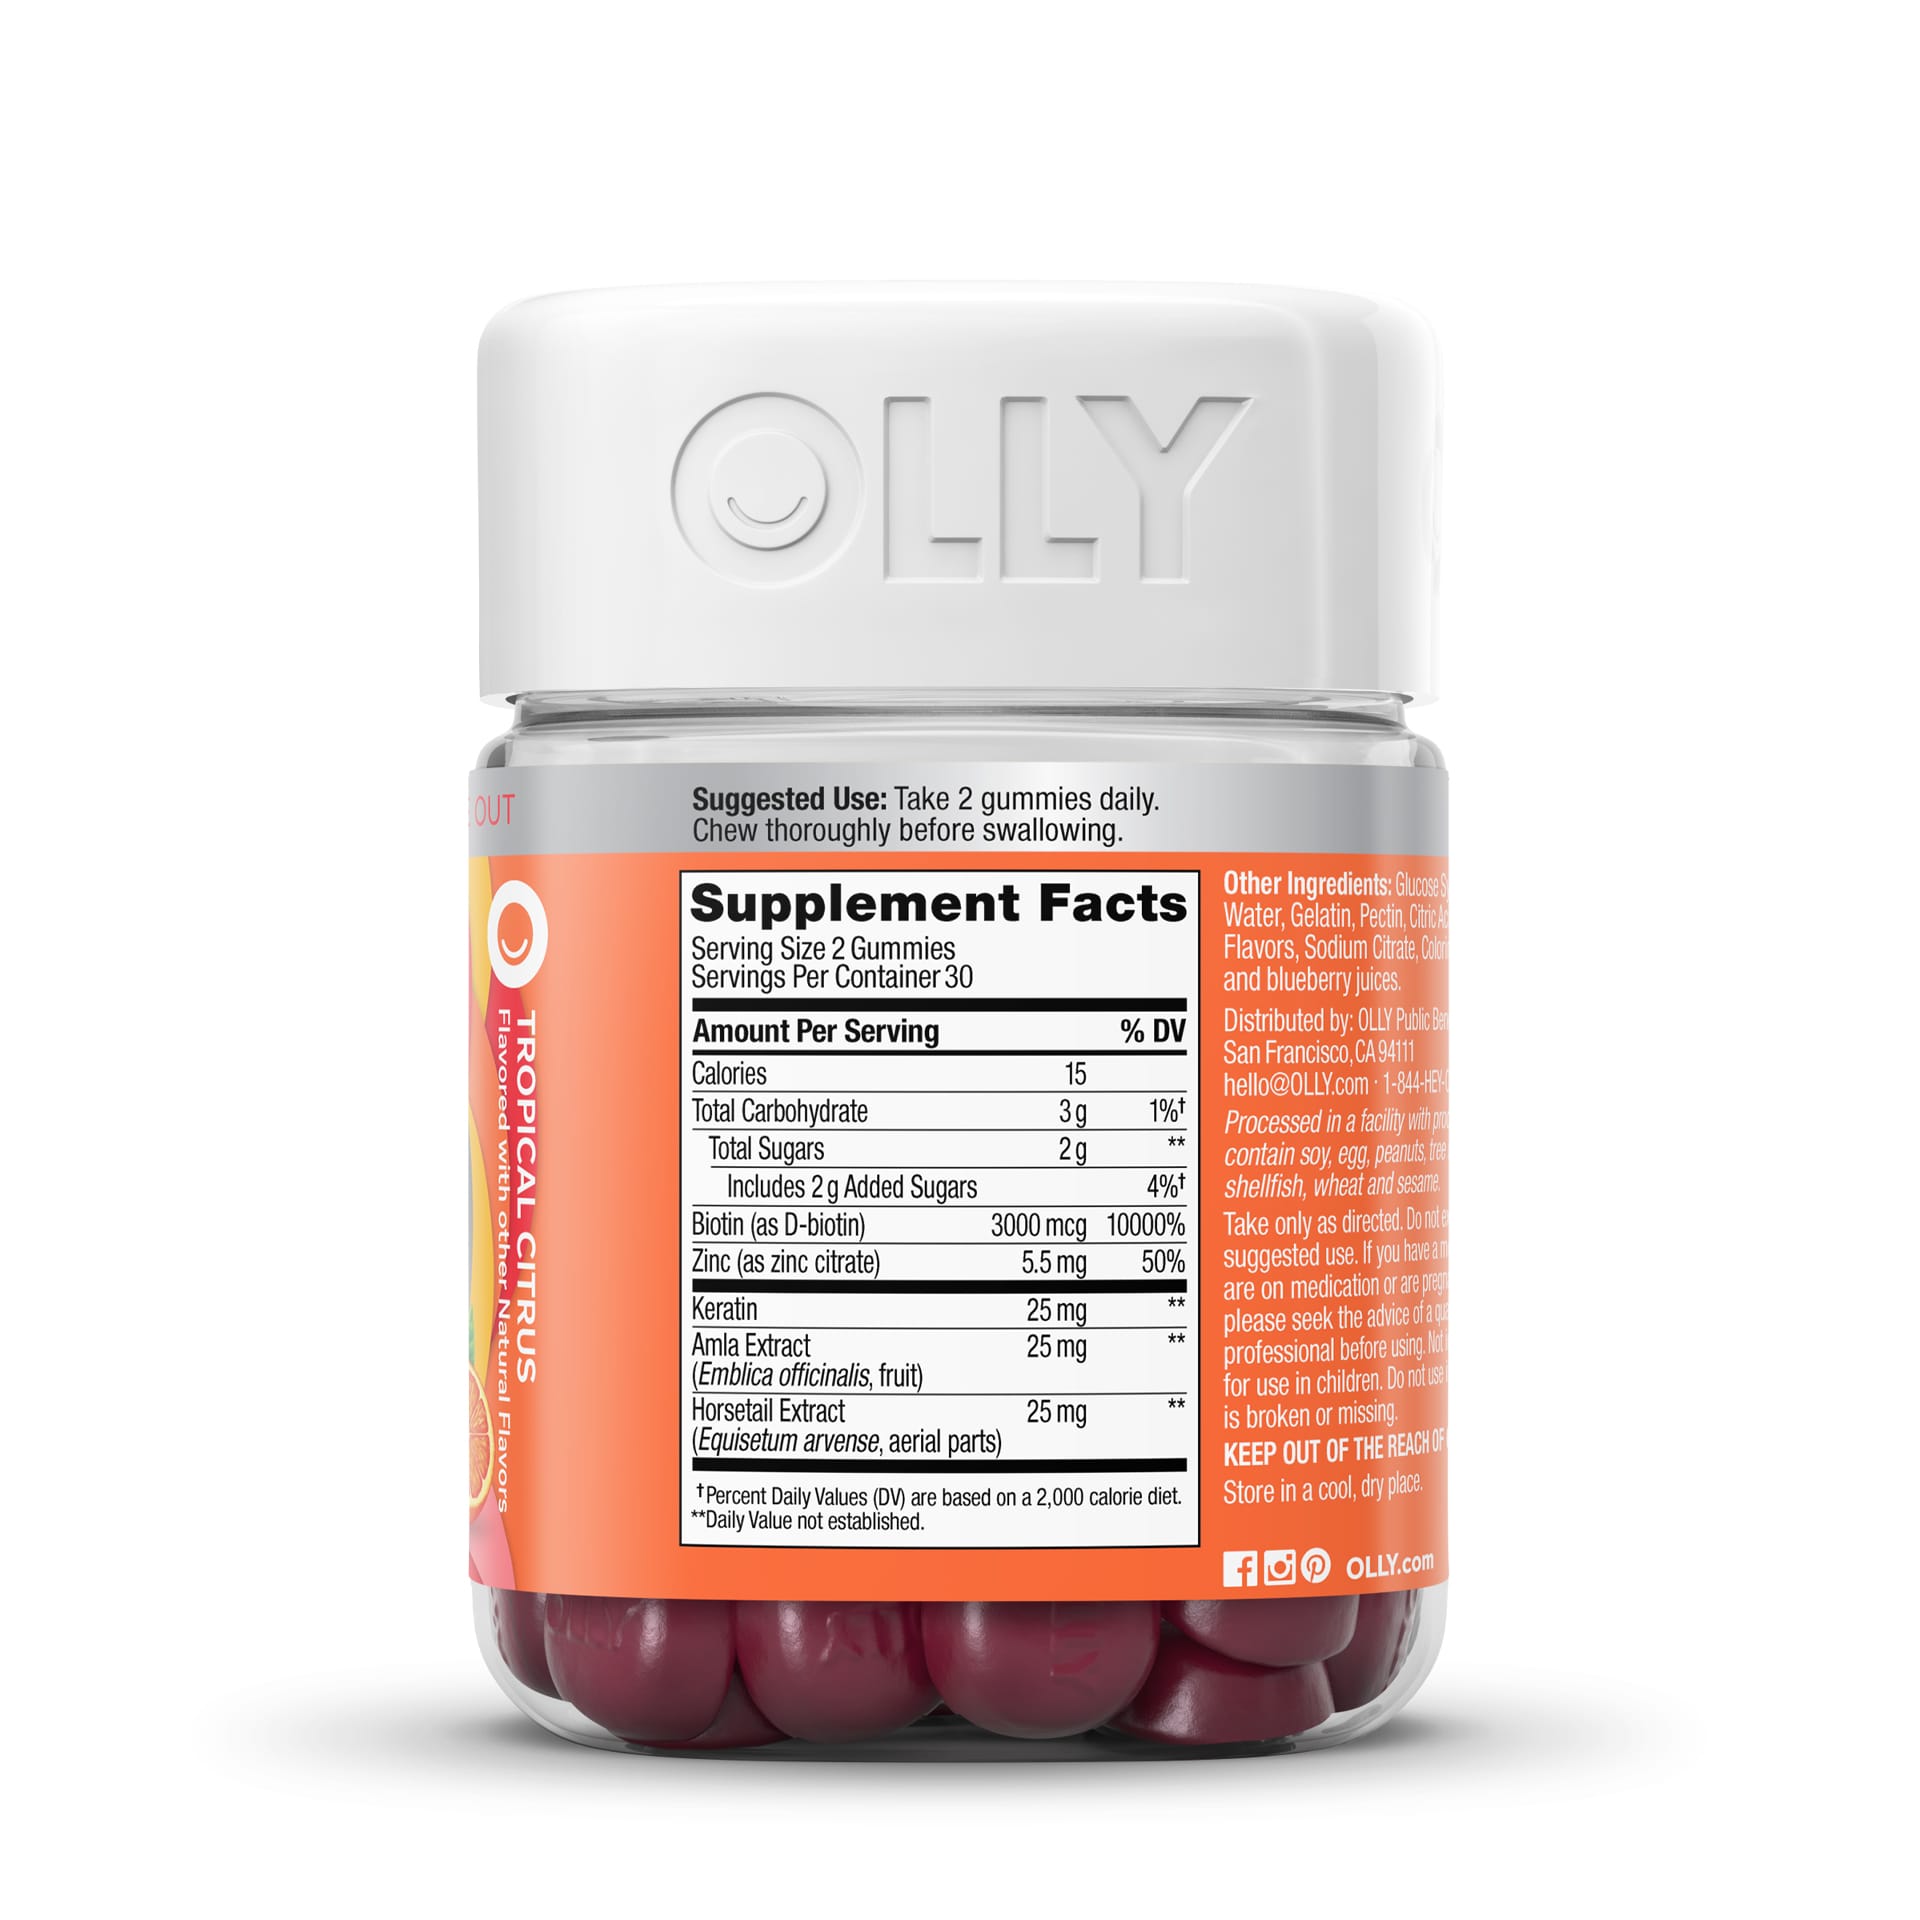 OLLY
OUT
Suggested Use: Take 2 gummies daily.
Chew thoroughly before swallowing.
TROPICAL CITRUS
Flavored with other Natural Flavors
Supplement Facts
Serving Size 2 Gummies
Servings Per Container 30
Amount Per Serving % DV
Calories 15
Total Carbohydrate 3 g 1%†
Total Sugars 2 g **
Includes 2 g Added Sugars 4%†
Biotin (as D-biotin) 3000 mcg 10000%
Zinc (as zinc citrate) 5.5 mg 50%
Keratin 25 mg **
Amla Extract 25 mg **
(Emblica officinalis, fruit)
Horsetail Extract 25 mg **
(Equisetum arvense, aerial parts)
†Percent Daily Values (DV) are based on a 2,000 calorie diet.
**Daily Value not established.
Other Ingredients: Glucose
Water, Gelatin, Pectin, Citric
Flavors, Sodium Citrate,
and blueberry juices.
Distributed by: OLLY Public
San Francisco, CA 94111
hello@OLLY.com · 1-844-HEY-
Processed in a facility with
contain soy, egg, peanuts, tree
shellfish, wheat and sesame.
Take only as directed. Do not
suggested use. If you have a
are on medication or are
please seek the advice of a
professional before using. Not
for use in children. Do not use
is broken or missing.
KEEP OUT OF THE REACH OF
Store in a cool, dry place.
OLLY.com